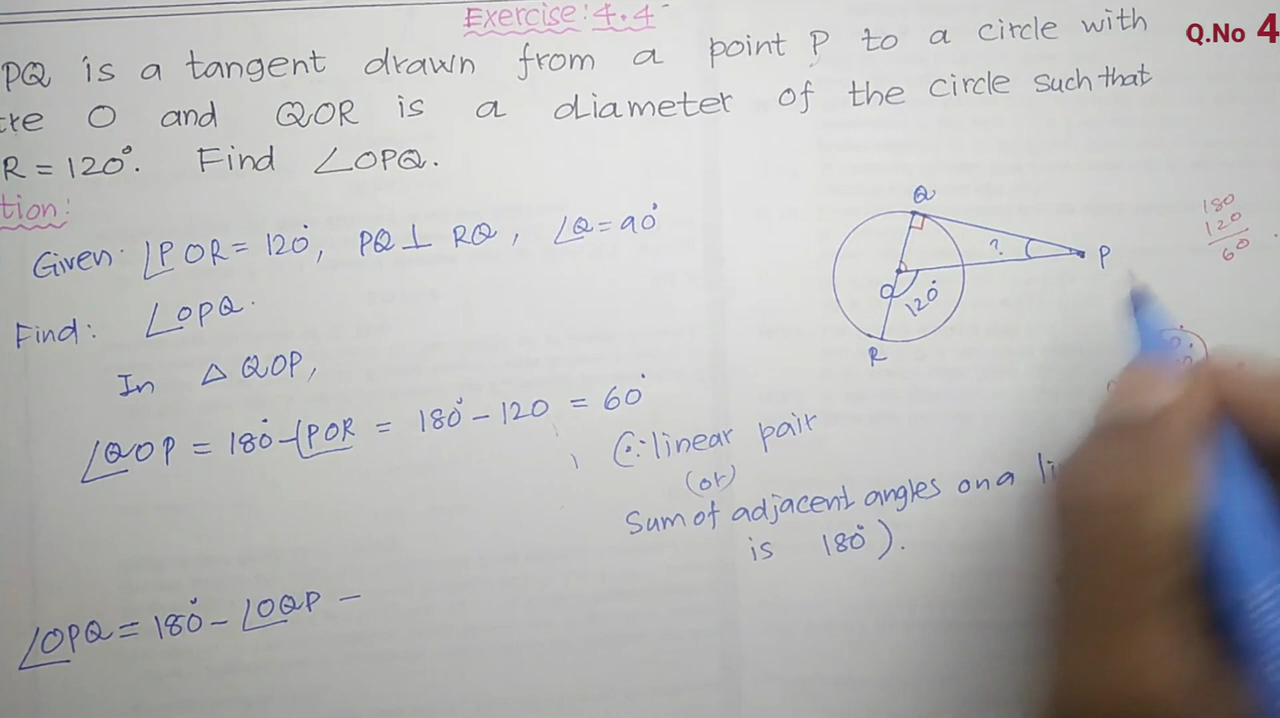 Exercise: 4.4
Q.No 4
PQ is a tangent drawn from a point P to a circle with
tre O and QOR is a diameter of the circle such that
R = 120°. Find ∠OPQ.
tion:
Given: ∠POR = 120°, PQ ⊥ RQ, ∠Q = 90°
Find: ∠OPQ.
In △ QOP,
∠QOP = 180° - ∠POR = 180° - 120 = 60°
(∵ linear pair
(or)
Sum of adjacent angles on a li
is 180°).
∠OPQ = 180° - ∠OQP -
Q
?
P
O
120°
R
180
120
60